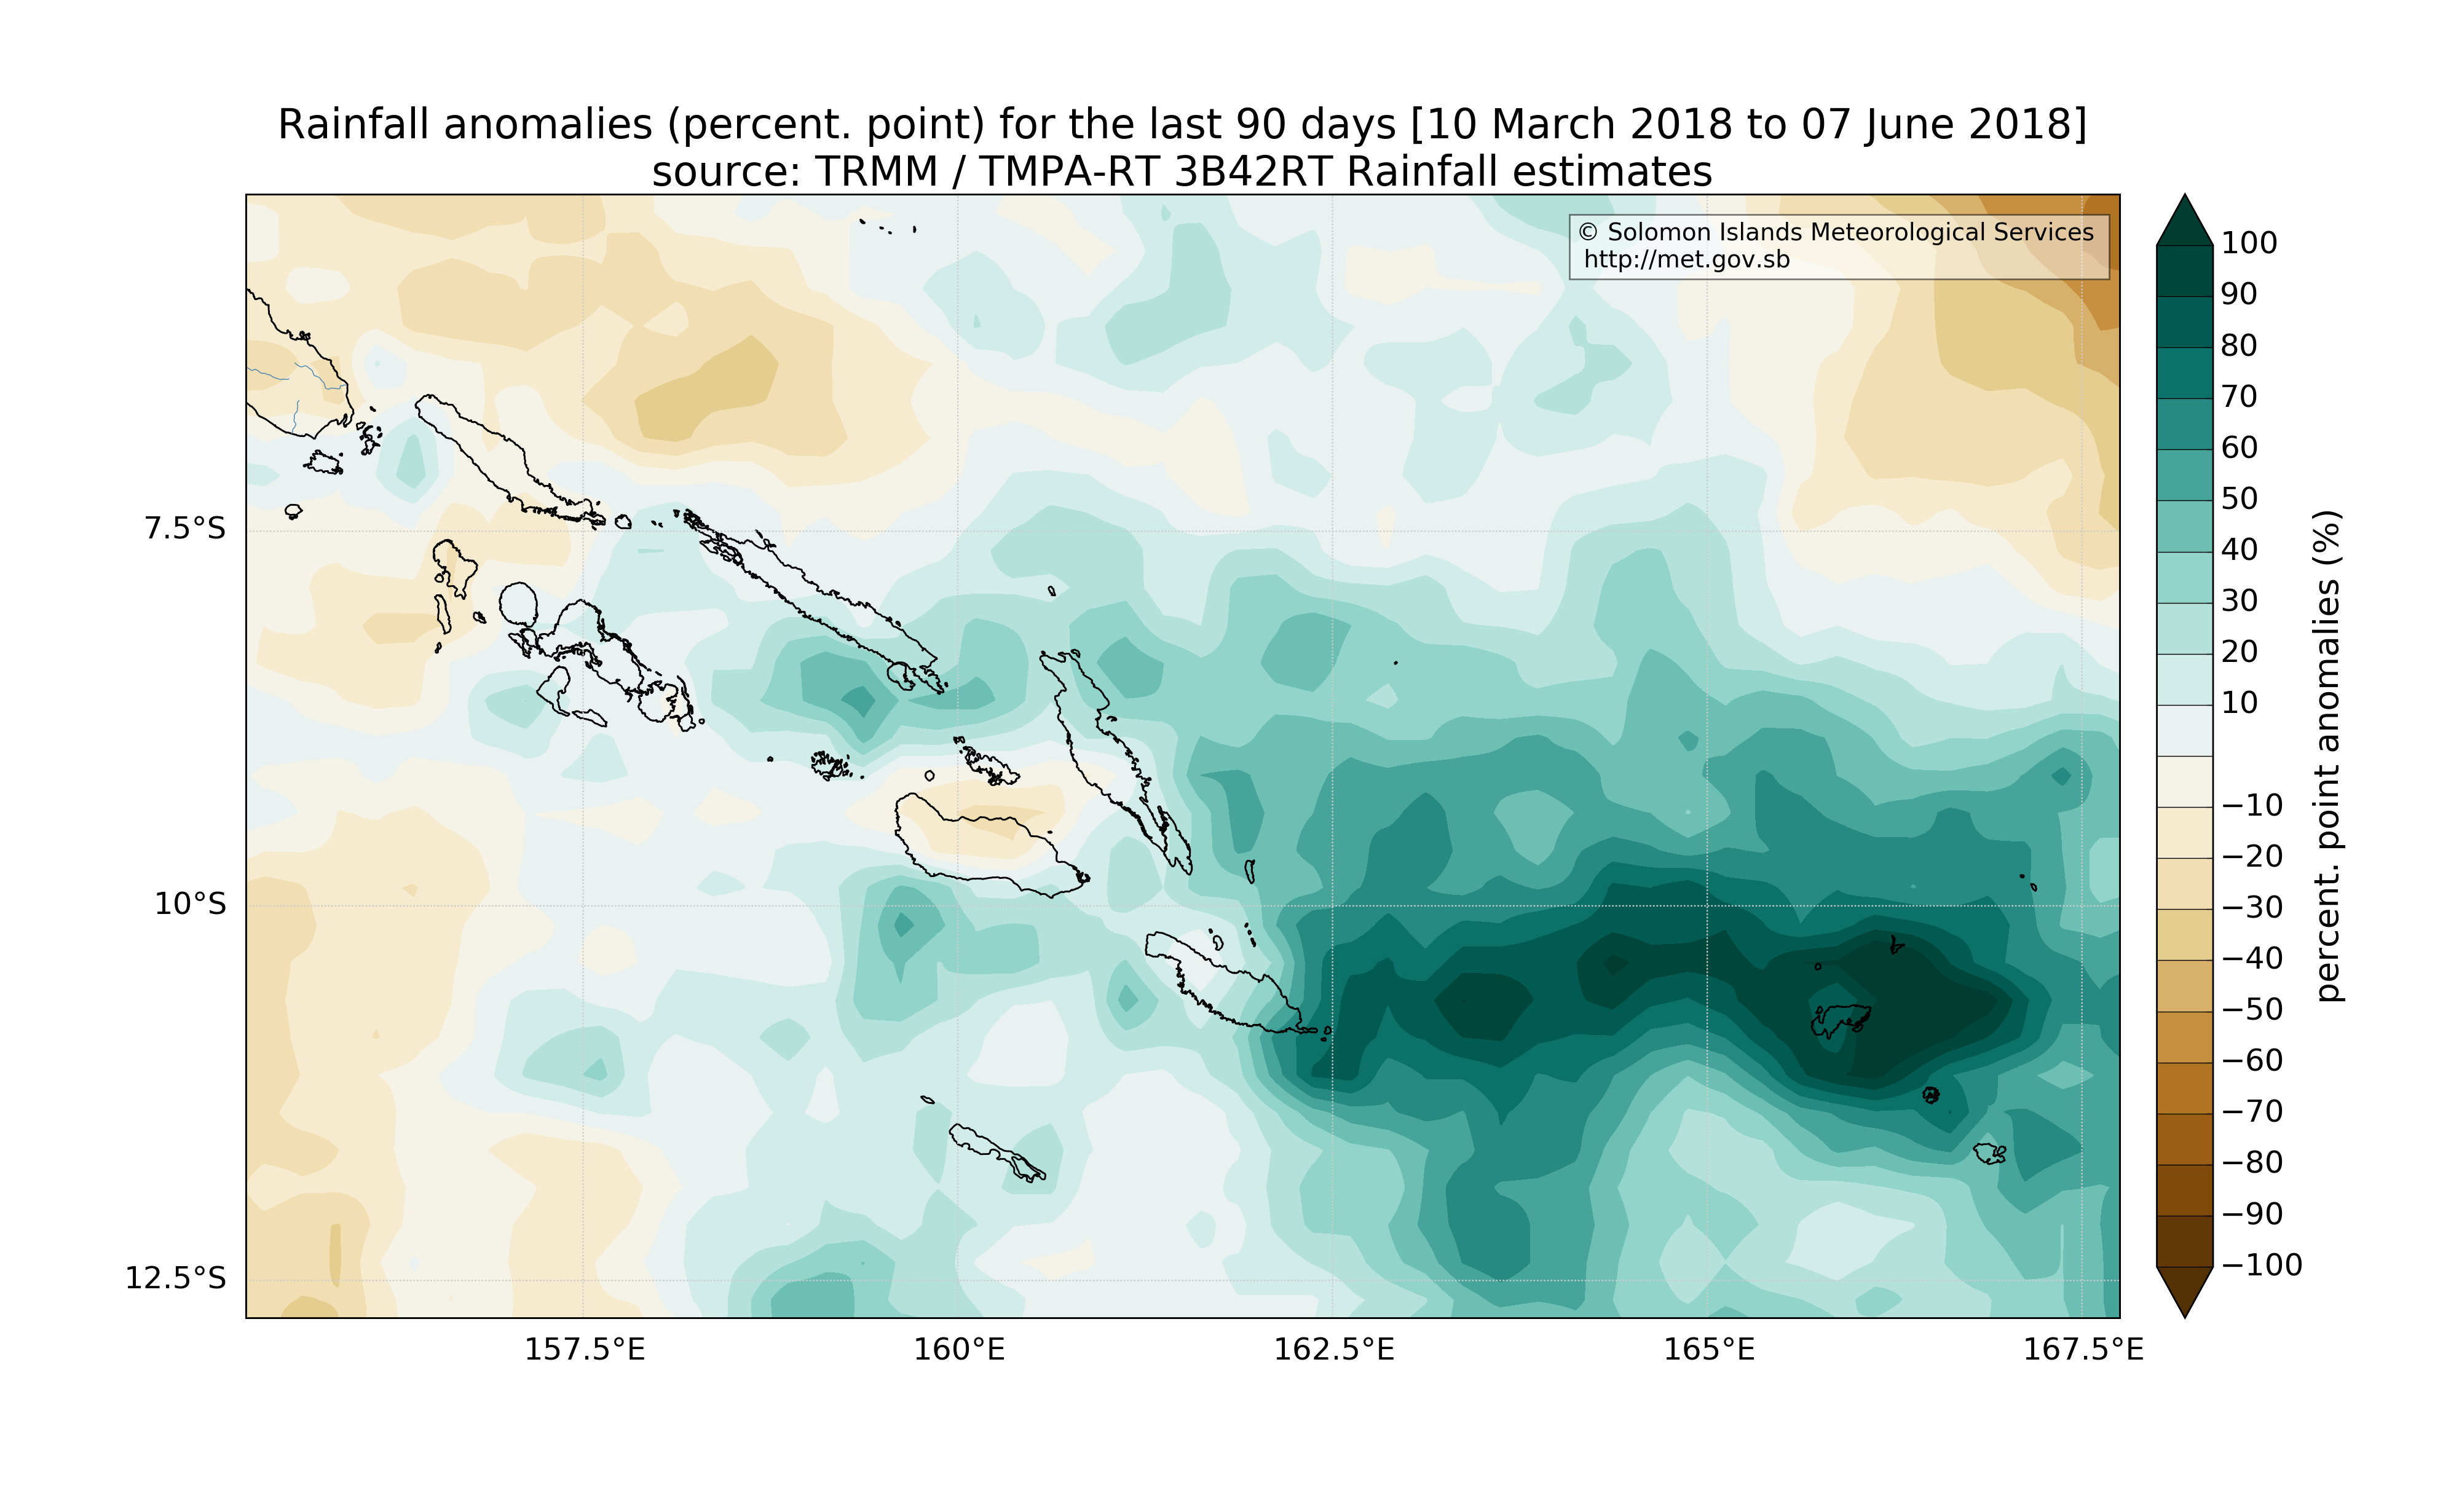 Rainfall anomalies (percent. point) for the last 90 days [10 March 2018 to 07 June 2018]
source: TRMM / TMPA-RT 3B42RT Rainfall estimates
© Solomon Islands Meteorological Services
http://met.gov.sb
7.5°S
10°S
12.5°S
157.5°E
160°E
162.5°E
165°E
167.5°E
100
90
80
70
60
50
40
30
20
10
−10
−20
−30
−40
−50
−60
−70
−80
−90
−100
percent. point anomalies (%)